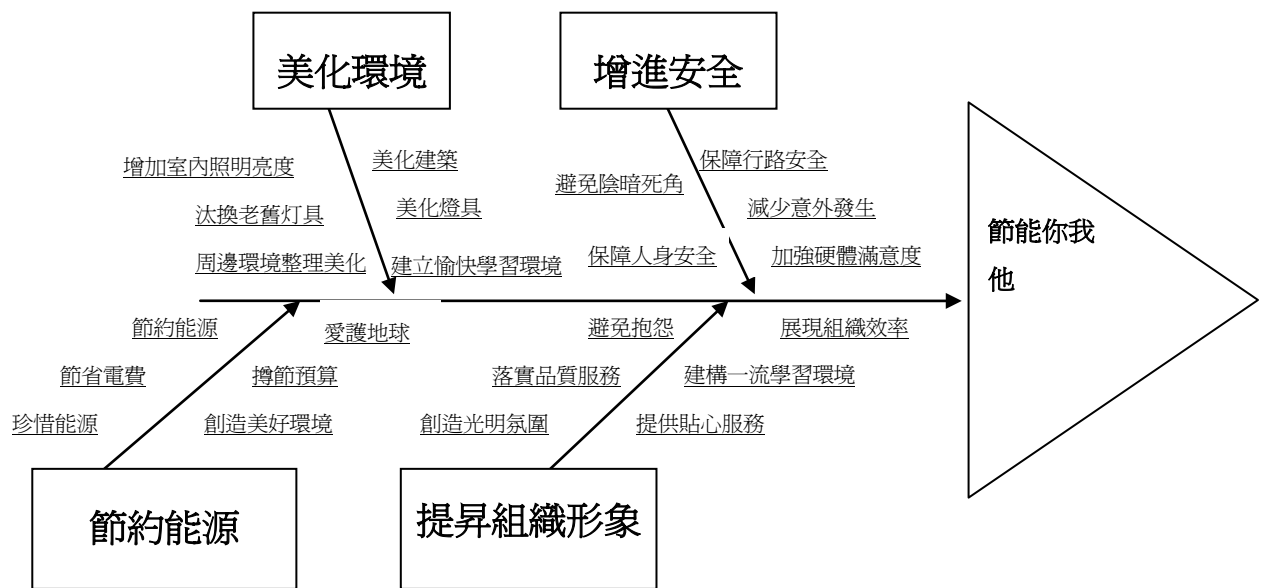 美化環境
增進安全
增加室內照明亮度
美化建築
避免陰暗死角
保障行路安全
汰換老舊灯具
美化燈具
減少意外發生
周邊環境整理美化
建立愉快學習環境
保障人身安全
加強硬體滿意度
節能你我
他
節約能源
愛護地球
避免抱怨
展現組織效率
節省電費
撙節預算
落實品質服務
建構一流學習環境
珍惜能源
創造美好環境
創造光明氛圍
提供貼心服務
節約能源
提昇組織形象